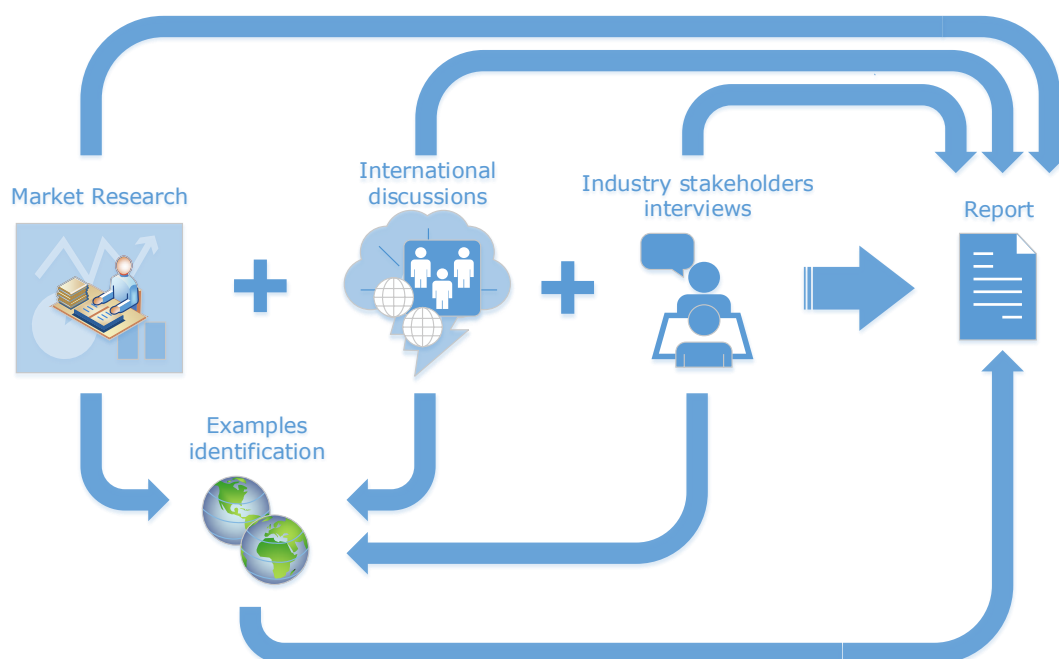 Market Research
International
discussions
Industry stakeholders
interviews
Report
Examples
identification